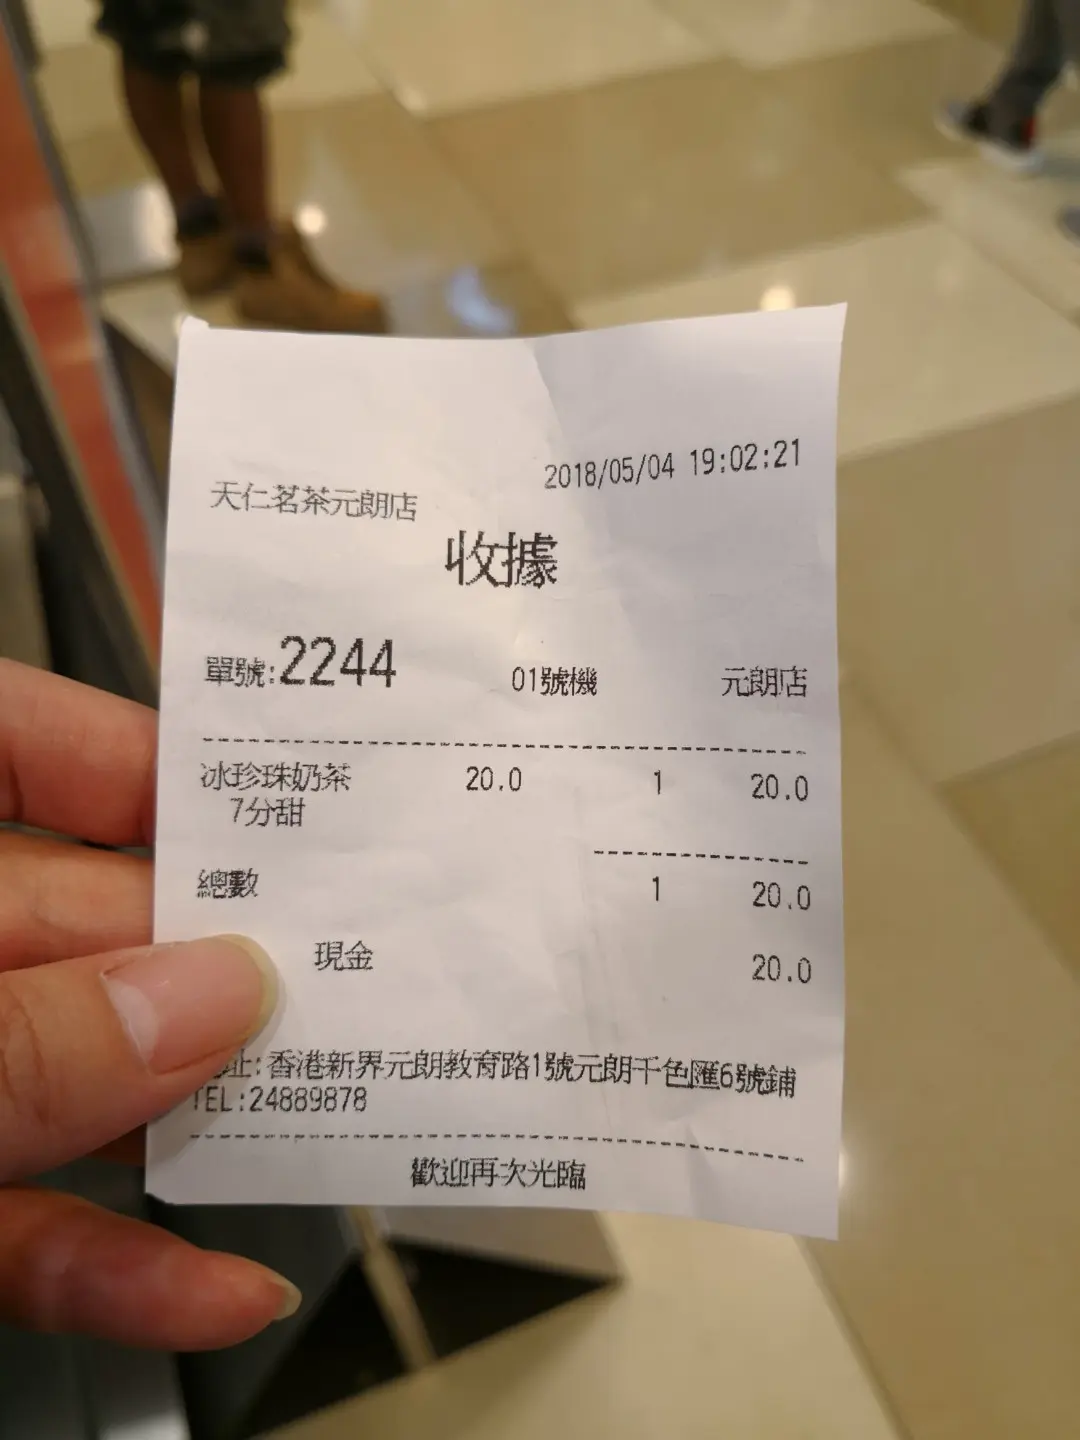 2018/05/04 19:02:21
天仁茗茶元朗店
收據
單號:2244 01號機 元朗店
冰珍珠奶茶 20.0 1 20.0
7分甜
總數 1 20.0
現金 20.0
址:香港新界元朗教育路1號元朗千色匯6號鋪
TEL:24889878
歡迎再次光臨